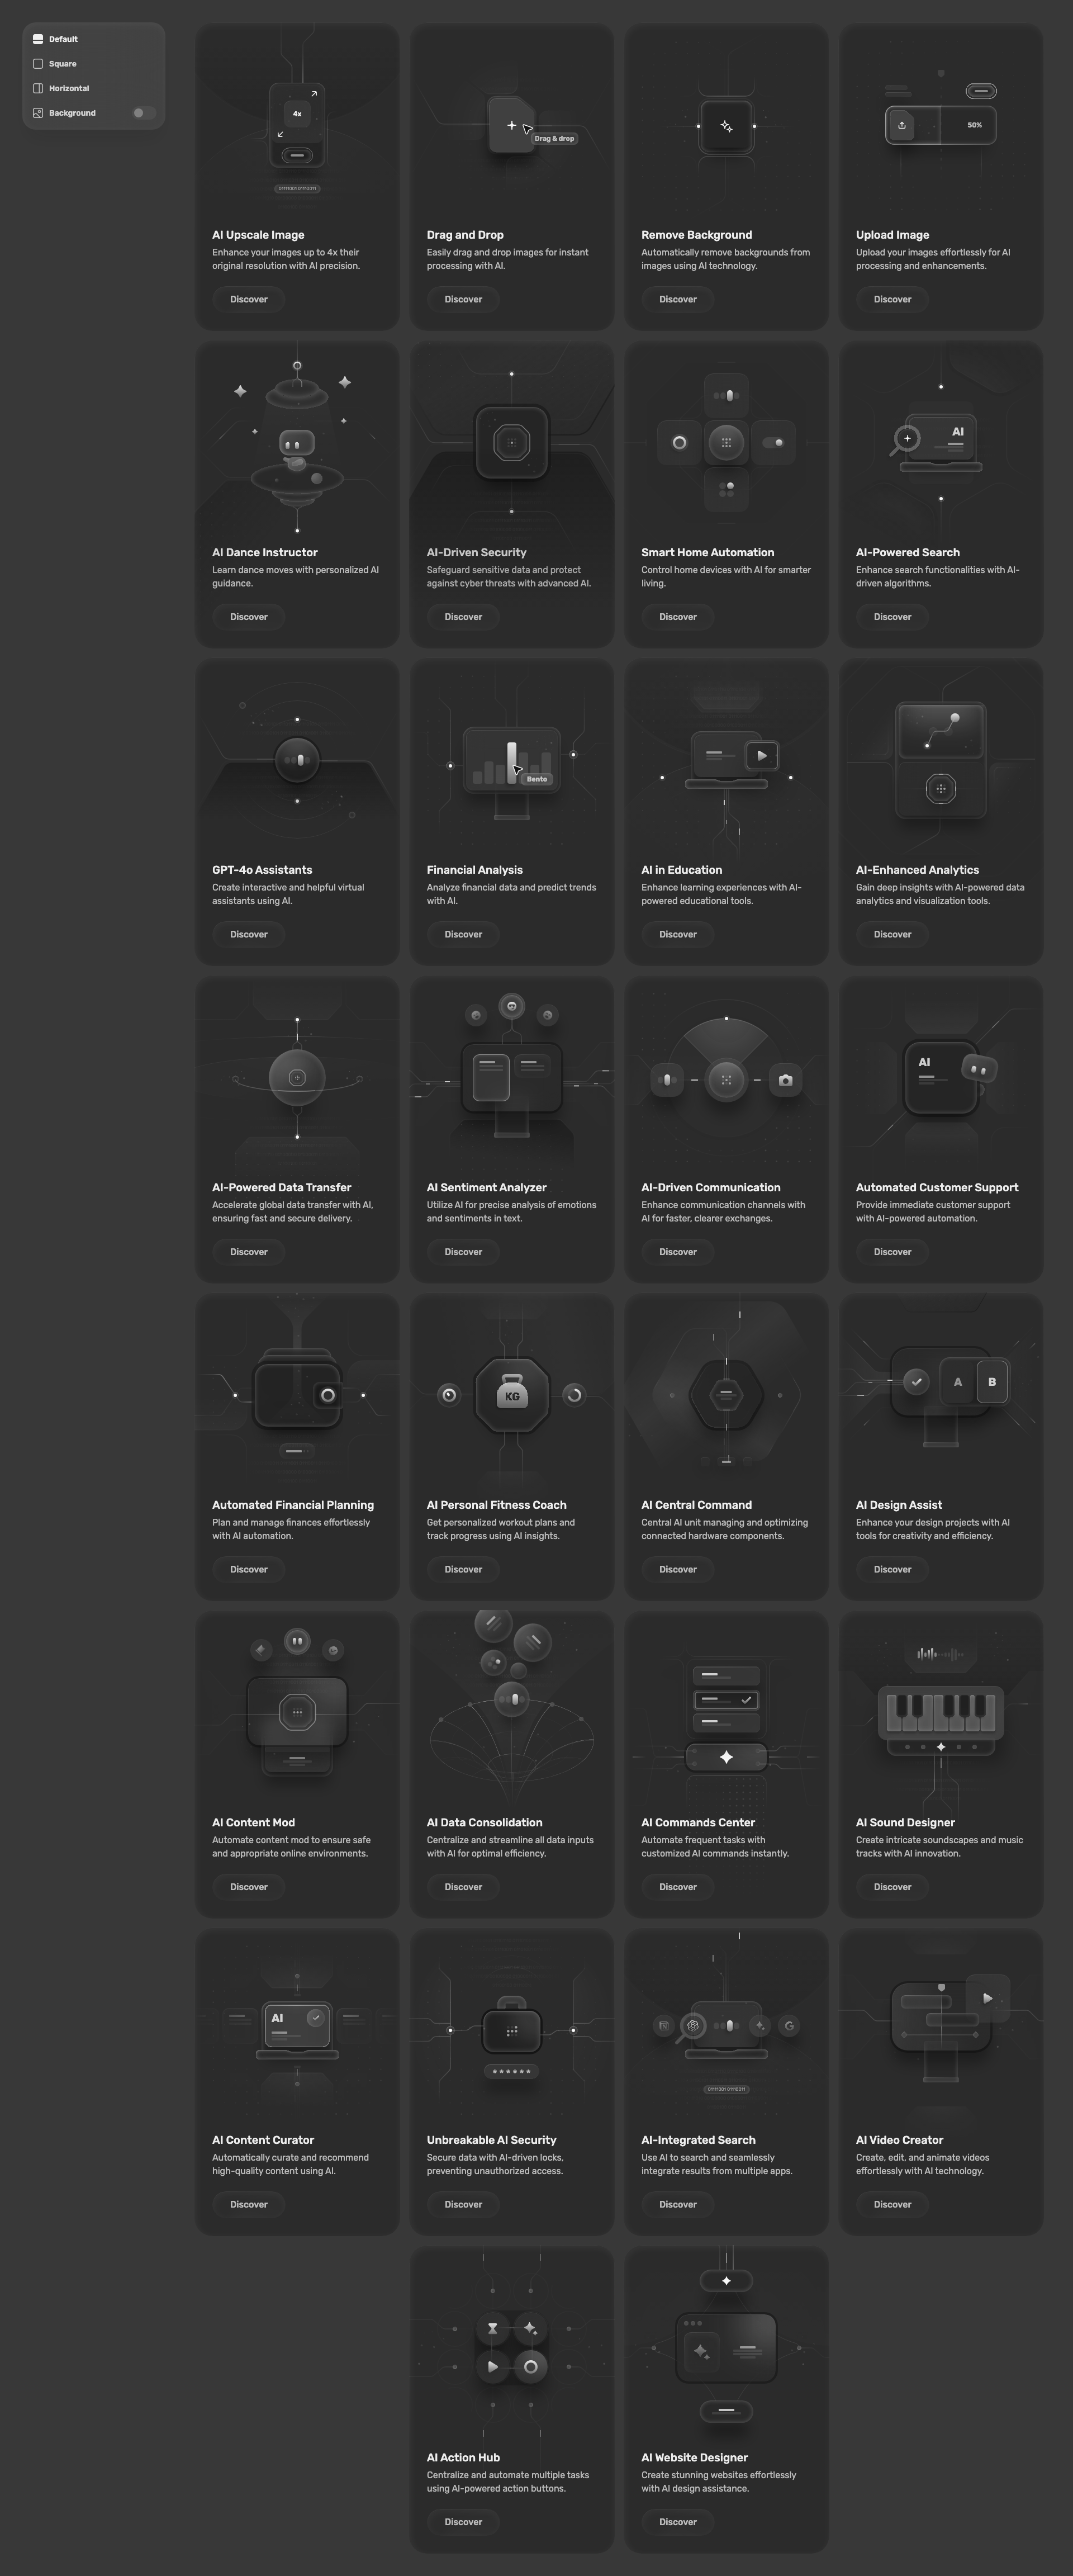 Default
Square
Horizontal
Background
4x
AI Upscale Image
Enhance your images up to 4x their
original resolution with AI precision.
Discover
Drag & drop
Drag and Drop
Easily drag and drop images for instant
processing with AI.
Discover
Remove Background
Automatically remove backgrounds from
images using AI technology.
Discover
50%
Upload Image
Upload your images effortlessly for AI
processing and enhancements.
Discover
AI Dance Instructor
Learn dance moves with personalized AI
guidance.
Discover
AI-Driven Security
Safeguard sensitive data and protect
against cyber threats with advanced AI.
Discover
Smart Home Automation
Control home devices with AI for smarter
living.
Discover
AI
AI-Powered Search
Enhance search functionalities with AI-
driven algorithms.
Discover
GPT-4o Assistants
Create interactive and helpful virtual
assistants using AI.
Discover
Bento
Financial Analysis
Analyze financial data and predict trends
with AI.
Discover
AI in Education
Enhance learning experiences with AI-
powered educational tools.
Discover
AI-Enhanced Analytics
Gain deep insights with AI-powered data
analytics and visualization tools.
Discover
AI-Powered Data Transfer
Accelerate global data transfer with AI,
ensuring fast and secure delivery.
Discover
AI Sentiment Analyzer
Utilize AI for precise analysis of emotions
and sentiments in text.
Discover
AI-Driven Communication
Enhance communication channels with
AI for faster, clearer exchanges.
Discover
AI
Automated Customer Support
Provide immediate customer support
with AI-powered automation.
Discover
Automated Financial Planning
Plan and manage finances effortlessly
with AI automation.
Discover
KG
AI Personal Fitness Coach
Get personalized workout plans and
track progress using AI insights.
Discover
AI Central Command
Central AI unit managing and optimizing
connected hardware components.
Discover
A B
AI Design Assist
Enhance your design projects with AI
tools for creativity and efficiency.
Discover
AI Content Mod
Automate content mod to ensure safe
and appropriate online environments.
Discover
AI Data Consolidation
Centralize and streamline all data inputs
with AI for optimal efficiency.
Discover
AI Commands Center
Automate frequent tasks with
customized AI commands instantly.
Discover
AI Sound Designer
Create intricate soundscapes and music
tracks with AI innovation.
Discover
AI
AI Content Curator
Automatically curate and recommend
high-quality content using AI.
Discover
Unbreakable AI Security
Secure data with AI-driven locks,
preventing unauthorized access.
Discover
G
AI-Integrated Search
Use AI to search and seamlessly
integrate results from multiple apps.
Discover
AI Video Creator
Create, edit, and animate videos
effortlessly with AI technology.
Discover
AI Action Hub
Centralize and automate multiple tasks
using AI-powered action buttons.
Discover
AI Website Designer
Create stunning websites effortlessly
with AI design assistance.
Discover